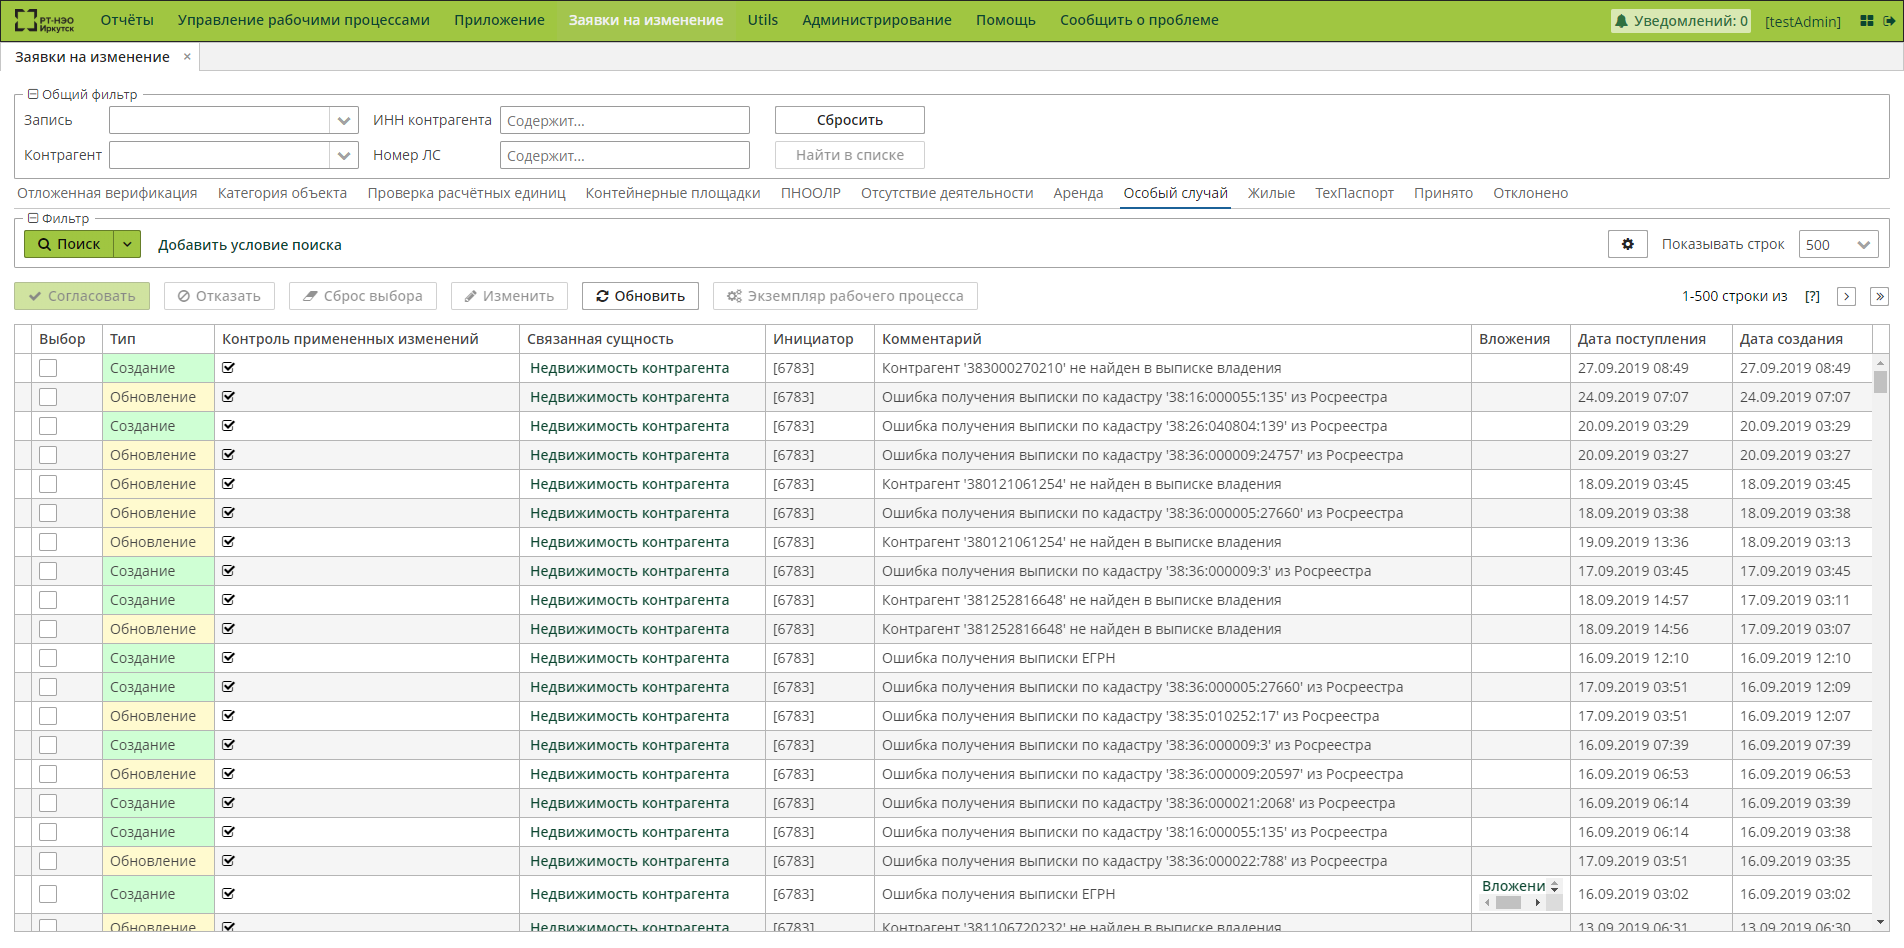 РТ-НЭО Иркутск Отчёты Управление рабочими процессами Приложение Заявки на изменение Utils Администрирование Помощь Сообщить о проблеме Уведомлений: 0 [testAdmin]
Заявки на изменение ×
Общий фильтр
Запись ИНН контрагента Содержит... Сбросить
Контрагент Номер ЛС Содержит... Найти в списке
Отложенная верификация Категория объекта Проверка расчётных единиц Контейнерные площадки ПНООЛР Отсутствие деятельности Аренда Особый случай Жилые ТехПаспорт Принято Отклонено
Фильтр
Поиск Добавить условие поиска Показывать строк 500
Согласовать Отказать Сброс выбора Изменить Обновить Экземпляр рабочего процесса 1-500 строки из [?]
Выбор Тип Контроль примененных изменений Связанная сущность Инициатор Комментарий Вложения Дата поступления Дата создания
Создание Недвижимость контрагента [6783] Контрагент '383000270210' не найден в выписке владения 27.09.2019 08:49 27.09.2019 08:49
Обновление Недвижимость контрагента [6783] Ошибка получения выписки по кадастру '38:16:000055:135' из Росреестра 24.09.2019 07:07 24.09.2019 07:07
Создание Недвижимость контрагента [6783] Ошибка получения выписки по кадастру '38:26:040804:139' из Росреестра 20.09.2019 03:29 20.09.2019 03:29
Обновление Недвижимость контрагента [6783] Ошибка получения выписки по кадастру '38:36:000009:24757' из Росреестра 20.09.2019 03:27 20.09.2019 03:27
Обновление Недвижимость контрагента [6783] Контрагент '380121061254' не найден в выписке владения 18.09.2019 03:45 18.09.2019 03:45
Обновление Недвижимость контрагента [6783] Ошибка получения выписки по кадастру '38:36:000005:27660' из Росреестра 18.09.2019 03:38 18.09.2019 03:38
Обновление Недвижимость контрагента [6783] Контрагент '380121061254' не найден в выписке владения 19.09.2019 13:36 18.09.2019 03:13
Создание Недвижимость контрагента [6783] Ошибка получения выписки по кадастру '38:36:000009:3' из Росреестра 17.09.2019 03:45 17.09.2019 03:45
Создание Недвижимость контрагента [6783] Контрагент '381252816648' не найден в выписке владения 18.09.2019 14:57 17.09.2019 03:11
Обновление Недвижимость контрагента [6783] Контрагент '381252816648' не найден в выписке владения 18.09.2019 14:56 17.09.2019 03:07
Создание Недвижимость контрагента [6783] Ошибка получения выписки ЕГРН 16.09.2019 12:10 16.09.2019 12:10
Создание Недвижимость контрагента [6783] Ошибка получения выписки по кадастру '38:36:000005:27660' из Росреестра 17.09.2019 03:51 16.09.2019 12:09
Обновление Недвижимость контрагента [6783] Ошибка получения выписки по кадастру '38:35:010252:17' из Росреестра 17.09.2019 03:51 16.09.2019 12:07
Создание Недвижимость контрагента [6783] Ошибка получения выписки по кадастру '38:36:000009:3' из Росреестра 16.09.2019 07:39 16.09.2019 07:39
Обновление Недвижимость контрагента [6783] Ошибка получения выписки по кадастру '38:36:000009:20597' из Росреестра 16.09.2019 06:53 16.09.2019 06:53
Создание Недвижимость контрагента [6783] Ошибка получения выписки по кадастру '38:36:000021:2068' из Росреестра 16.09.2019 06:14 16.09.2019 03:39
Создание Недвижимость контрагента [6783] Ошибка получения выписки по кадастру '38:16:000055:135' из Росреестра 16.09.2019 06:14 16.09.2019 03:38
Обновление Недвижимость контрагента [6783] Ошибка получения выписки по кадастру '38:36:000022:788' из Росреестра 17.09.2019 03:51 16.09.2019 03:35
Создание Недвижимость контрагента [6783] Ошибка получения выписки ЕГРН Вложени 16.09.2019 03:02 16.09.2019 03:02
Обновление Недвижимость контрагента [6783] Контрагент '381106720232' не найден в выписке владения 13.09.2019 06:31 13.09.2019 06:30